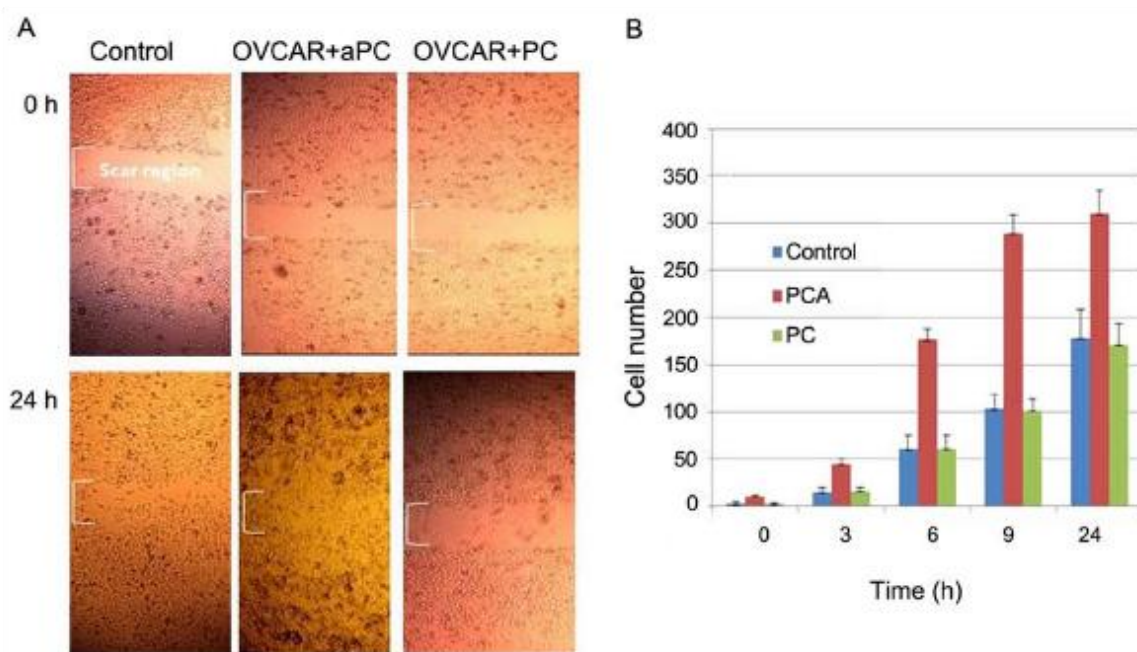 A
Control
OVCAR+aPC
OVCAR+PC
0 h
Scar region
24 h
B
400
350
300
250
200
150
100
50
0
Control
PCA
PC
Cell number
0 3 6 9 24
Time (h)